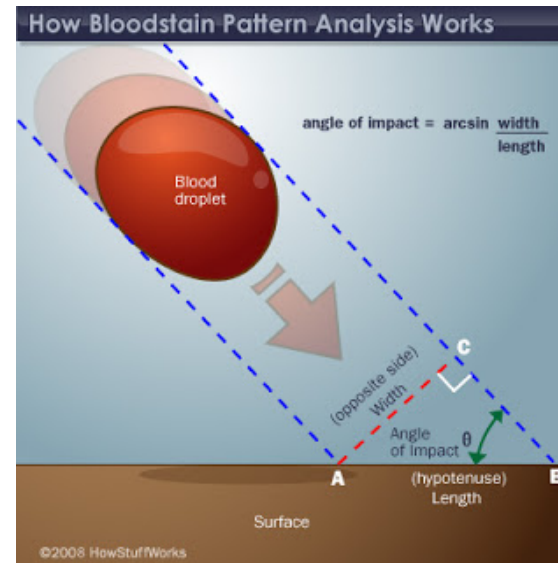 How Bloodstain Pattern Analysis Works
angle of impact = arcsin width
length
Blood
droplet
C
(opposite side)
Width
Angle
of Impact
θ
A
B
(hypotenuse)
Length
Surface
©2008 HowStuffWorks